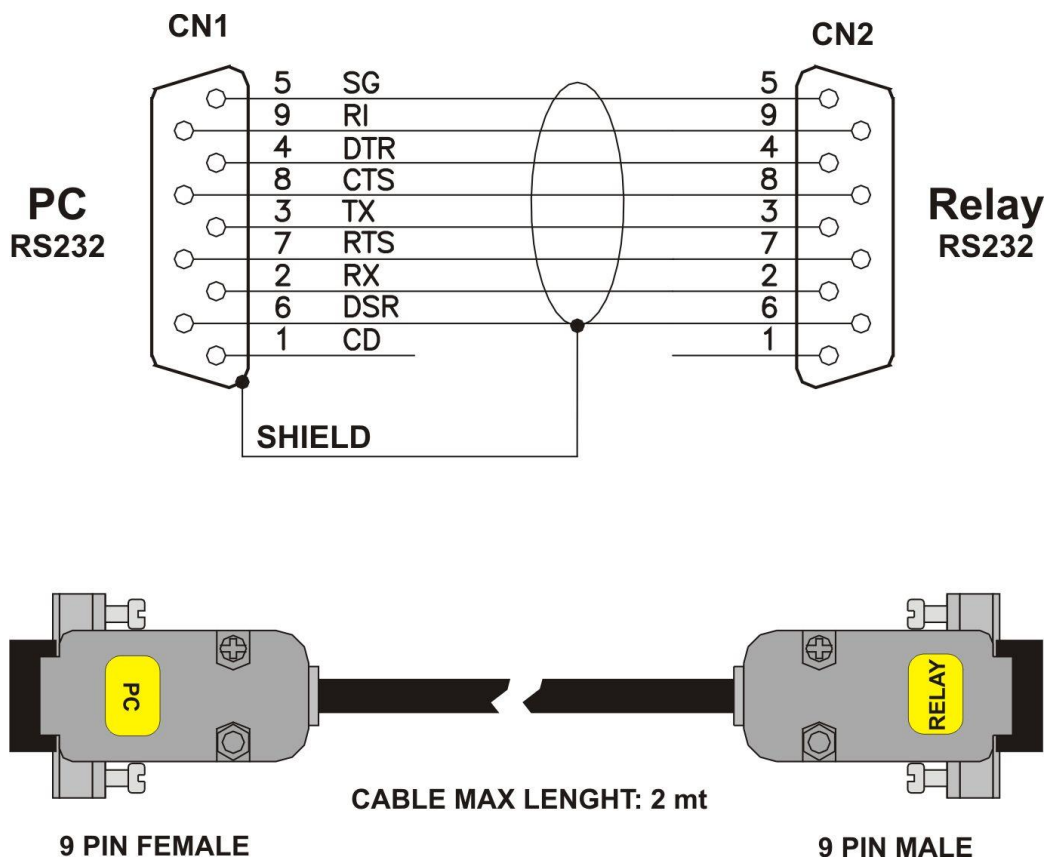 CN1
CN2
5 SG 5
9 RI 9
4 DTR 4
8 CTS 8
3 TX 3
7 RTS 7
2 RX 2
6 DSR 6
1 CD 1
PC
RS232
Relay
RS232
SHIELD
PC
RELAY
CABLE MAX LENGHT: 2 mt
9 PIN FEMALE
9 PIN MALE